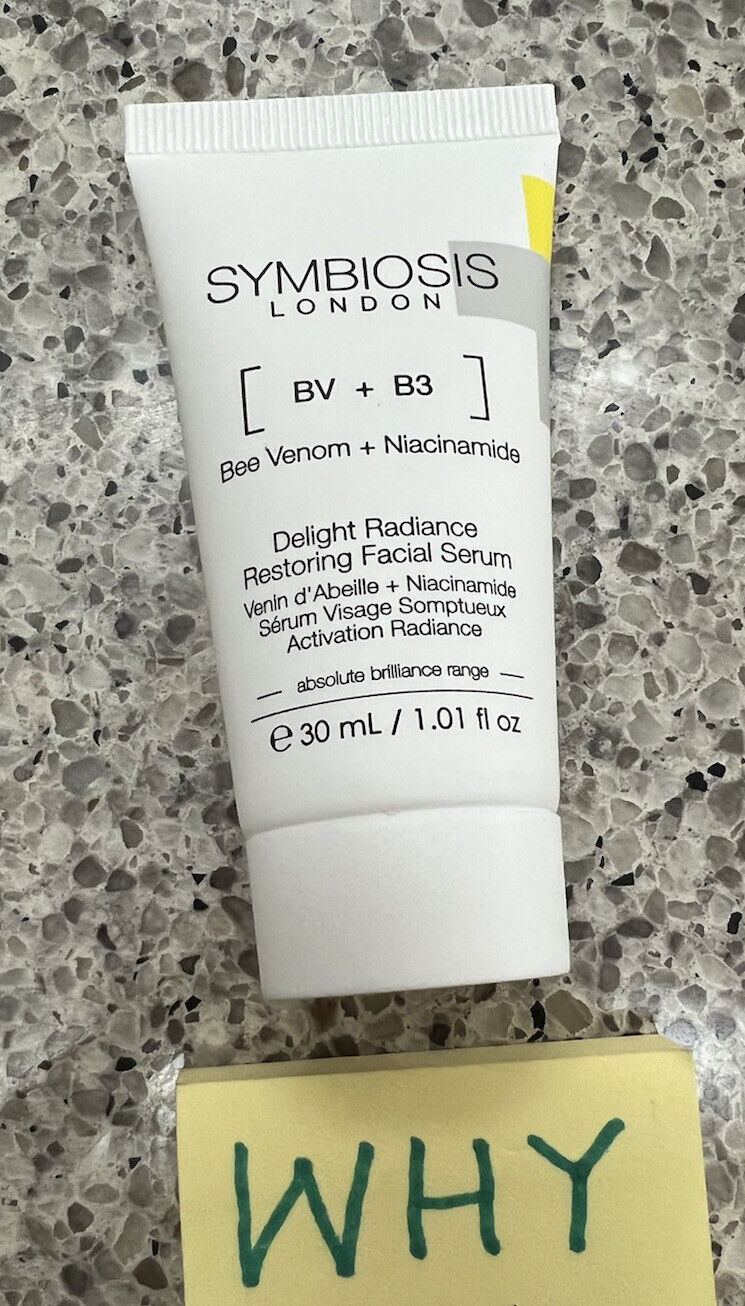 SYMBIOSIS
LONDON
[ BV + B3 ]
Bee Venom + Niacinamide
Delight Radiance
Restoring Facial Serum
Venin d'Abeille + Niacinamide
Sérum Visage Somptueux
Activation Radiance
— absolute brilliance range —
℮ 30 mL / 1.01 fl oz
WHY